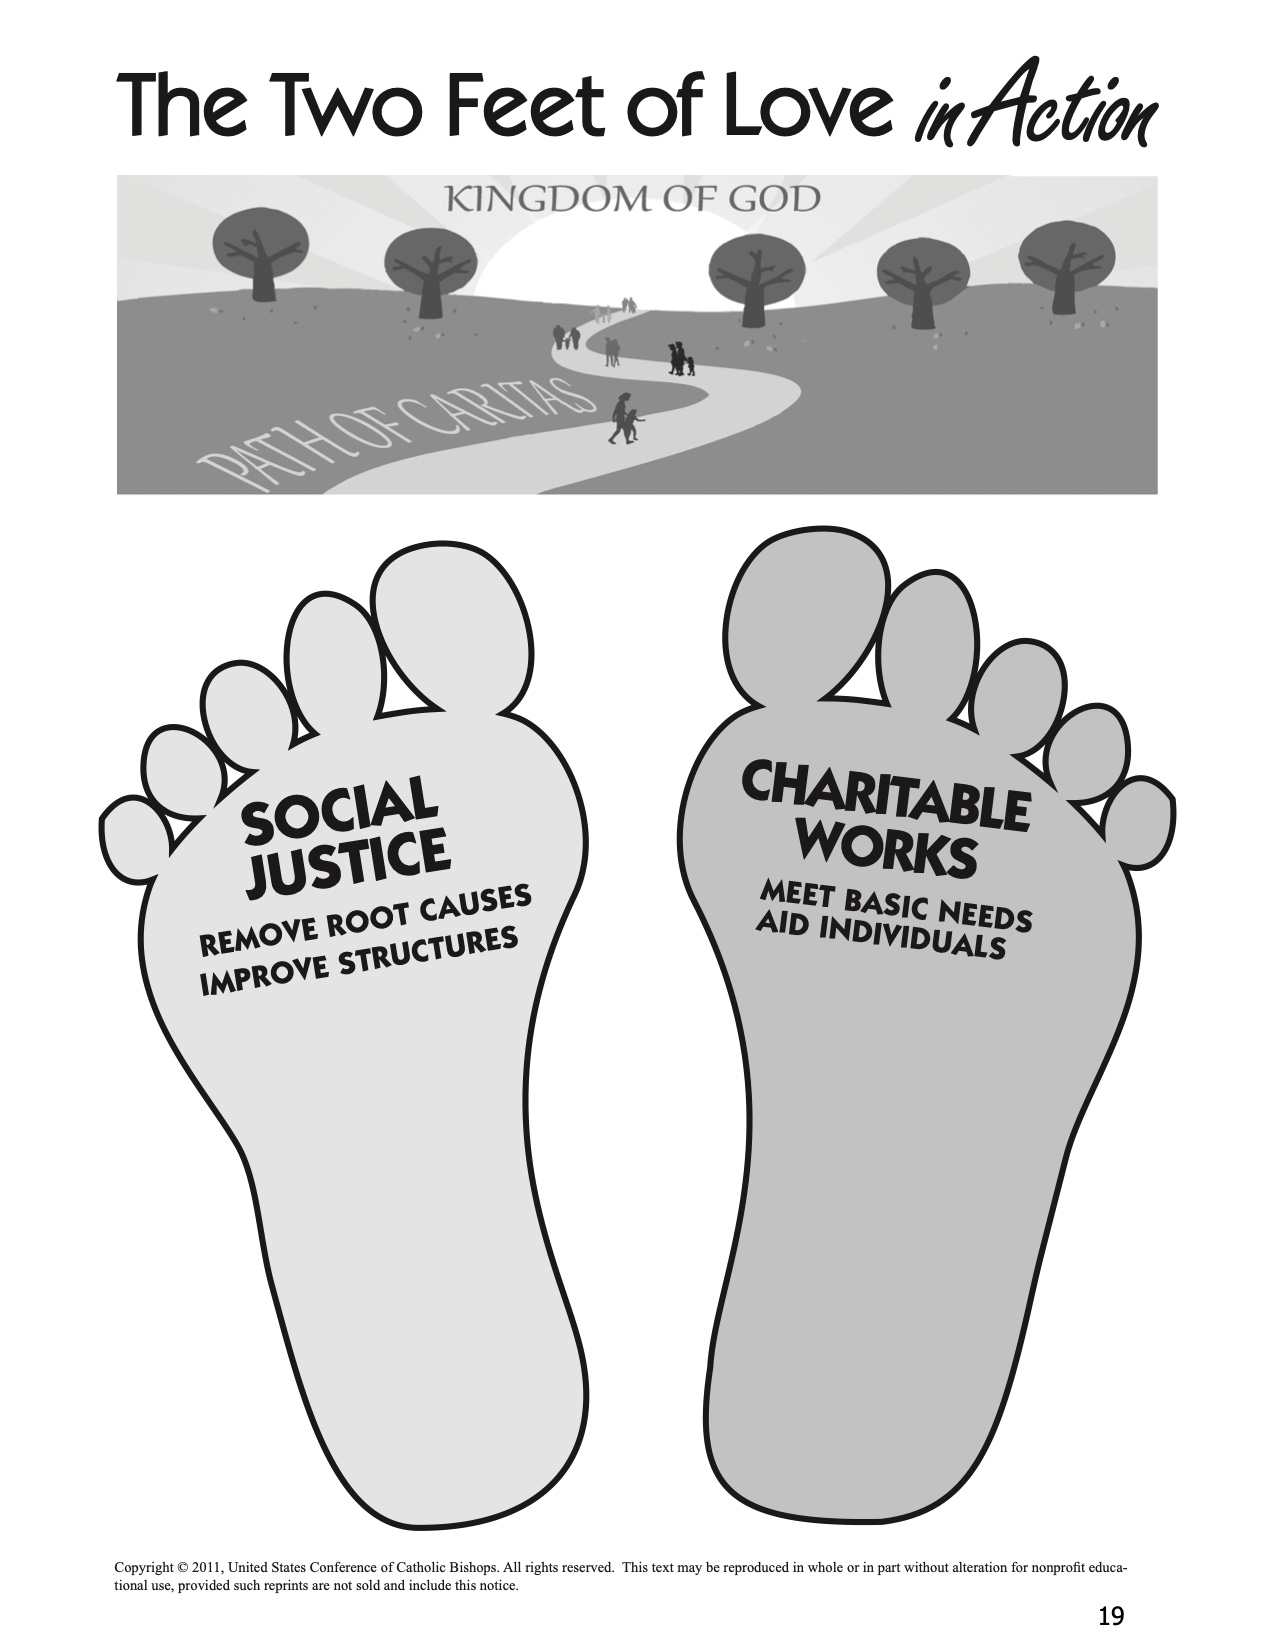 The Two Feet of Love in Action
KINGDOM OF GOD
PATH OF CARITAS
SOCIAL
JUSTICE
REMOVE ROOT CAUSES
IMPROVE STRUCTURES
CHARITABLE
WORKS
MEET BASIC NEEDS
AID INDIVIDUALS
Copyright © 2011, United States Conference of Catholic Bishops. All rights reserved.  This text may be reproduced in whole or in part without alteration for nonprofit educa-
tional use, provided such reprints are not sold and include this notice.
19